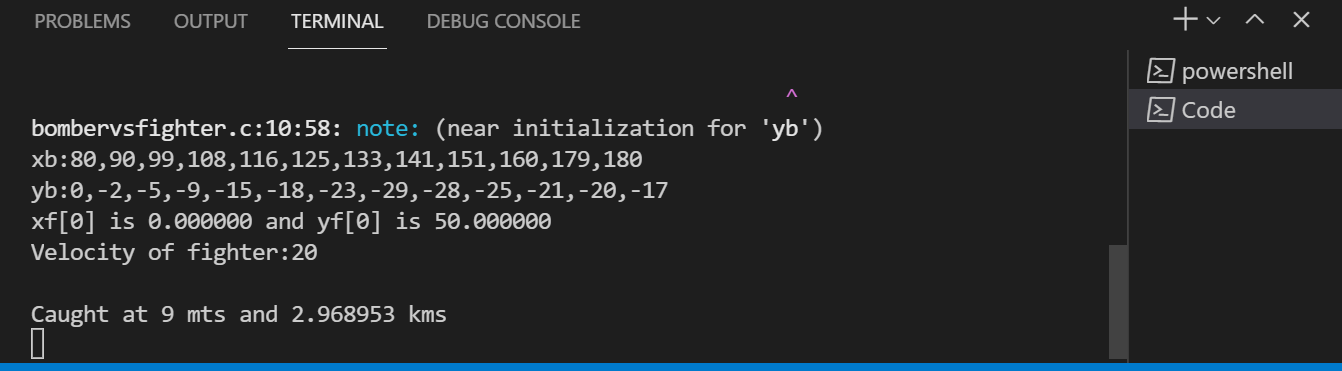 PROBLEMS OUTPUT TERMINAL DEBUG CONSOLE
powershell
Code
^
bombervsfighter.c:10:58: note: (near initialization for 'yb')
xb:80,90,99,108,116,125,133,141,151,160,179,180
yb:0,-2,-5,-9,-15,-18,-23,-29,-28,-25,-21,-20,-17
xf[0] is 0.000000 and yf[0] is 50.000000
Velocity of fighter:20
Caught at 9 mts and 2.968953 kms